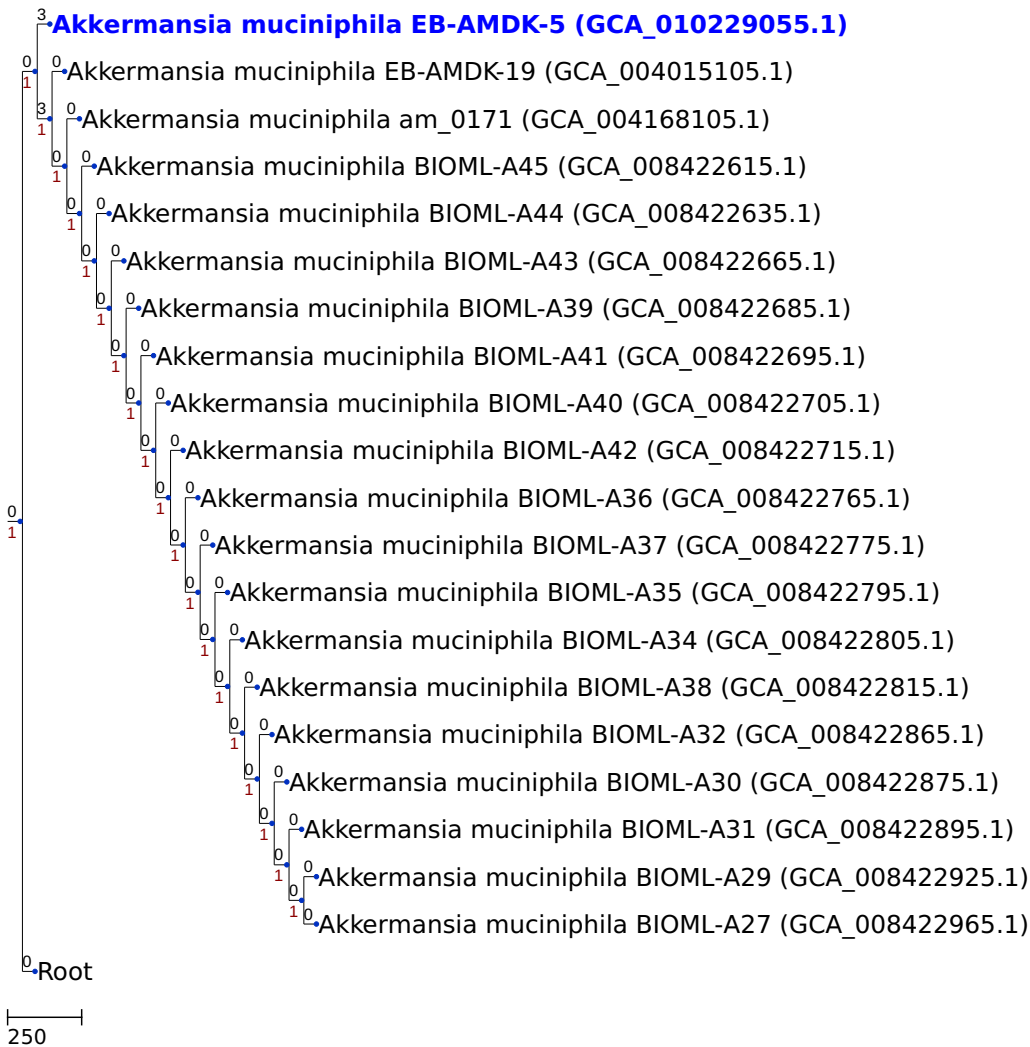 3 Akkermansia muciniphila EB-AMDK-5 (GCA_010229055.1)
0 0 Akkermansia muciniphila EB-AMDK-19 (GCA_004015105.1)
1
3 0 Akkermansia muciniphila am_0171 (GCA_004168105.1)
1
0 0 Akkermansia muciniphila BIOML-A45 (GCA_008422615.1)
1
0 0 Akkermansia muciniphila BIOML-A44 (GCA_008422635.1)
1
0 0 Akkermansia muciniphila BIOML-A43 (GCA_008422665.1)
1
0 0 Akkermansia muciniphila BIOML-A39 (GCA_008422685.1)
1
0 0 Akkermansia muciniphila BIOML-A41 (GCA_008422695.1)
1
0 0 Akkermansia muciniphila BIOML-A40 (GCA_008422705.1)
1
0 0 Akkermansia muciniphila BIOML-A42 (GCA_008422715.1)
1
0 0 Akkermansia muciniphila BIOML-A36 (GCA_008422765.1)
1
0
1
0 0 Akkermansia muciniphila BIOML-A37 (GCA_008422775.1)
1
0 0 Akkermansia muciniphila BIOML-A35 (GCA_008422795.1)
1
0 0 Akkermansia muciniphila BIOML-A34 (GCA_008422805.1)
1
0 0 Akkermansia muciniphila BIOML-A38 (GCA_008422815.1)
1
0 0 Akkermansia muciniphila BIOML-A32 (GCA_008422865.1)
1
0 0 Akkermansia muciniphila BIOML-A30 (GCA_008422875.1)
1
0 0 Akkermansia muciniphila BIOML-A31 (GCA_008422895.1)
1
0 0 Akkermansia muciniphila BIOML-A29 (GCA_008422925.1)
1
0 0 Akkermansia muciniphila BIOML-A27 (GCA_008422965.1)
1
0 Root
250